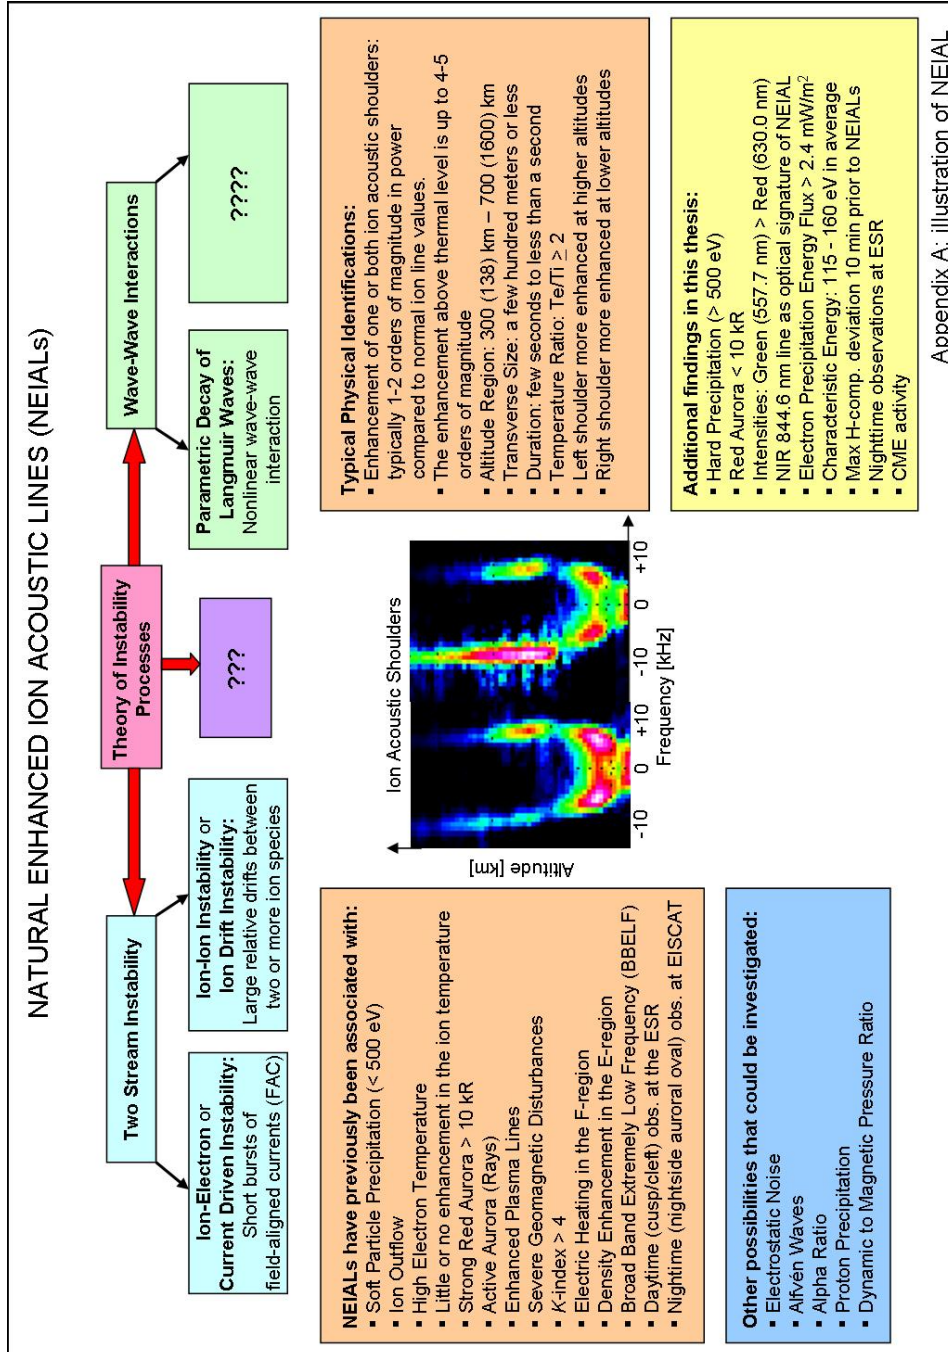 NATURAL ENHANCED ION ACOUSTIC LINES (NEIALs)
Theory of Instability
Processes
Two Stream Instability
Wave-Wave Interactions
Ion-Electron or
Current Driven Instability:
Short bursts of
field-aligned currents (FAC)
Ion-Ion Instability or
Ion Drift Instability:
Large relative drifts between
two or more ion species
???
Parametric Decay of
Langmuir Waves:
Nonlinear wave-wave
interaction
????
NEIALs have previously been associated with:
▪ Soft Particle Precipitation (< 500 eV)
▪ Ion Outflow
▪ High Electron Temperature
▪ Little or no enhancement in the ion temperature
▪ Strong Red Aurora > 10 kR
▪ Active Aurora (Rays)
▪ Enhanced Plasma Lines
▪ Severe Geomagnetic Disturbances
▪ K-index > 4
▪ Electric Heating in the F-region
▪ Density Enhancement in the E-region
▪ Broad Band Extremely Low Frequency (BBELF)
▪ Daytime (cusp/cleft) obs. at the ESR
▪ Nightime (nightside auroral oval) obs. at EISCAT
Other possibilities that could be investigated:
▪ Electrostatic Noise
▪ Alfvén Waves
▪ Alpha Ratio
▪ Proton Precipitation
▪ Dynamic to Magnetic Pressure Ratio
Ion Acoustic Shoulders
Altitude [km]
-10 0 +10 -10 0 +10
Frequency [kHz]
Typical Physical Identifications:
▪ Enhancement of one or both ion acoustic shoulders:
typically 1-2 orders of magnitude in power
compared to normal ion line values.
▪ The enhancement above thermal level is up to 4-5
orders of magnitude
▪ Altitude Region: 300 (138) km – 700 (1600) km
▪ Transverse Size: a few hundred meters or less
▪ Duration: few seconds to less than a second
▪ Temperature Ratio: Te/Ti ≥ 2
▪ Left shoulder more enhanced at higher altitudes
▪ Right shoulder more enhanced at lower altitudes
Additional findings in this thesis:
▪ Hard Precipitation (> 500 eV)
▪ Red Aurora < 10 kR
▪ Intensities: Green (557.7 nm) > Red (630.0 nm)
▪ NIR 844.6 nm line as optical signature of NEIAL
▪ Electron Precipitation Energy Flux > 2.4 mW/m²
▪ Characteristic Energy: 115 - 160 eV in average
▪ Max H-comp. deviation 10 min prior to NEIALs
▪ Nighttime observations at ESR
▪ CME activity
Appendix A: illustration of NEIAL